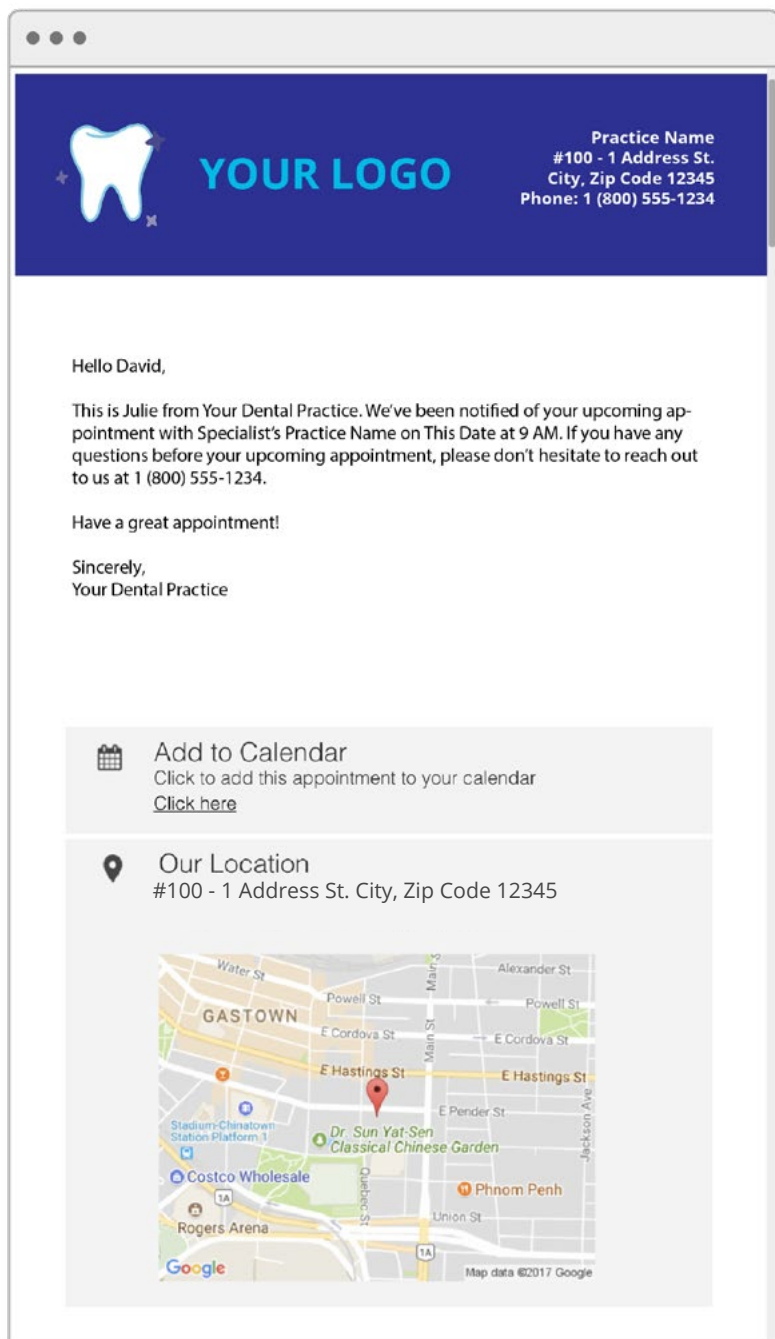 YOUR LOGO
Practice Name
#100 - 1 Address St.
City, Zip Code 12345
Phone: 1 (800) 555-1234
Hello David,
This is Julie from Your Dental Practice. We've been notified of your upcoming ap-
pointment with Specialist's Practice Name on This Date at 9 AM. If you have any
questions before your upcoming appointment, please don't hesitate to reach out
to us at 1 (800) 555-1234.
Have a great appointment!
Sincerely,
Your Dental Practice
Add to Calendar
Click to add this appointment to your calendar
Click here
Our Location
#100 - 1 Address St. City, Zip Code 12345
Water St
Main S
Alexander St
Powell St
Powell St
GASTOWN
E Cordova St
Main St
E Cordova St
E Hastings St
E Hastings St
E Pender St
Jackson Ave
Stadium-Chinatown
Station Platform 1
Dr. Sun Yat-Sen
Classical Chinese Garden
Costco Wholesale
Quebec St
Phnom Penh
1A
Union St
Rogers Arena
1A
Google
Map data ©2017 Google